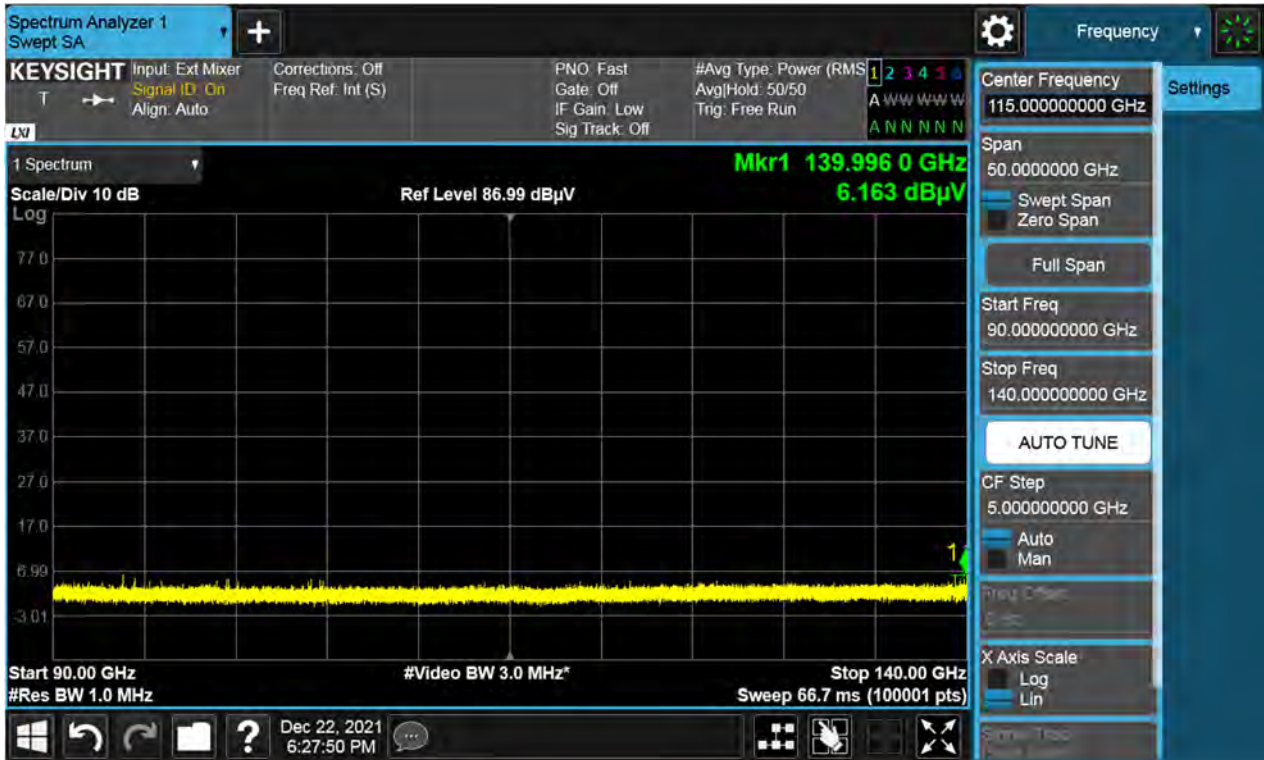 Spectrum Analyzer 1
Swept SA
+
Frequency
KEYSIGHT
T
LXI
Input: Ext Mixer
Signal ID: On
Align: Auto
Corrections: Off
Freq Ref: Int (S)
PNO: Fast
Gate: Off
IF Gain: Low
Sig Track: Off
#Avg Type: Power (RMS
Avg|Hold: 50/50
Trig: Free Run
1 2 3 4 5 6
A W W W W W
A N N N N N
1 Spectrum
Mkr1 139.996 0 GHz
Scale/Div 10 dB
Ref Level 86.99 dBµV
6.163 dBµV
Log
77.0
67.0
57.0
47.0
37.0
27.0
17.0
6.99
-3.01
1
Start 90.00 GHz
#Video BW 3.0 MHz*
Stop 140.00 GHz
#Res BW 1.0 MHz
Sweep 66.7 ms (100001 pts)
?
Dec 22, 2021
6:27:50 PM
Center Frequency
115.000000000 GHz
Settings
Span
50.0000000 GHz
Swept Span
Zero Span
Full Span
Start Freq
90.000000000 GHz
Stop Freq
140.000000000 GHz
AUTO TUNE
CF Step
5.000000000 GHz
Auto
Man
Freq Offset
X Axis Scale
Log
Lin